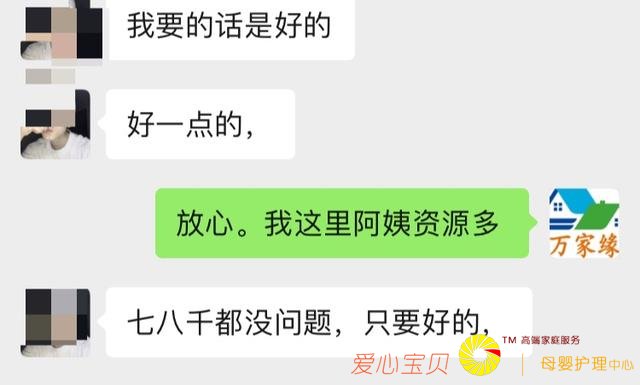 我要的话是好的
好一点的，
放心。我这里阿姨资源多
万家缘
七八千都没问题，只要好的，
爱心宝贝
TM 高端家庭服务
母婴护理中心